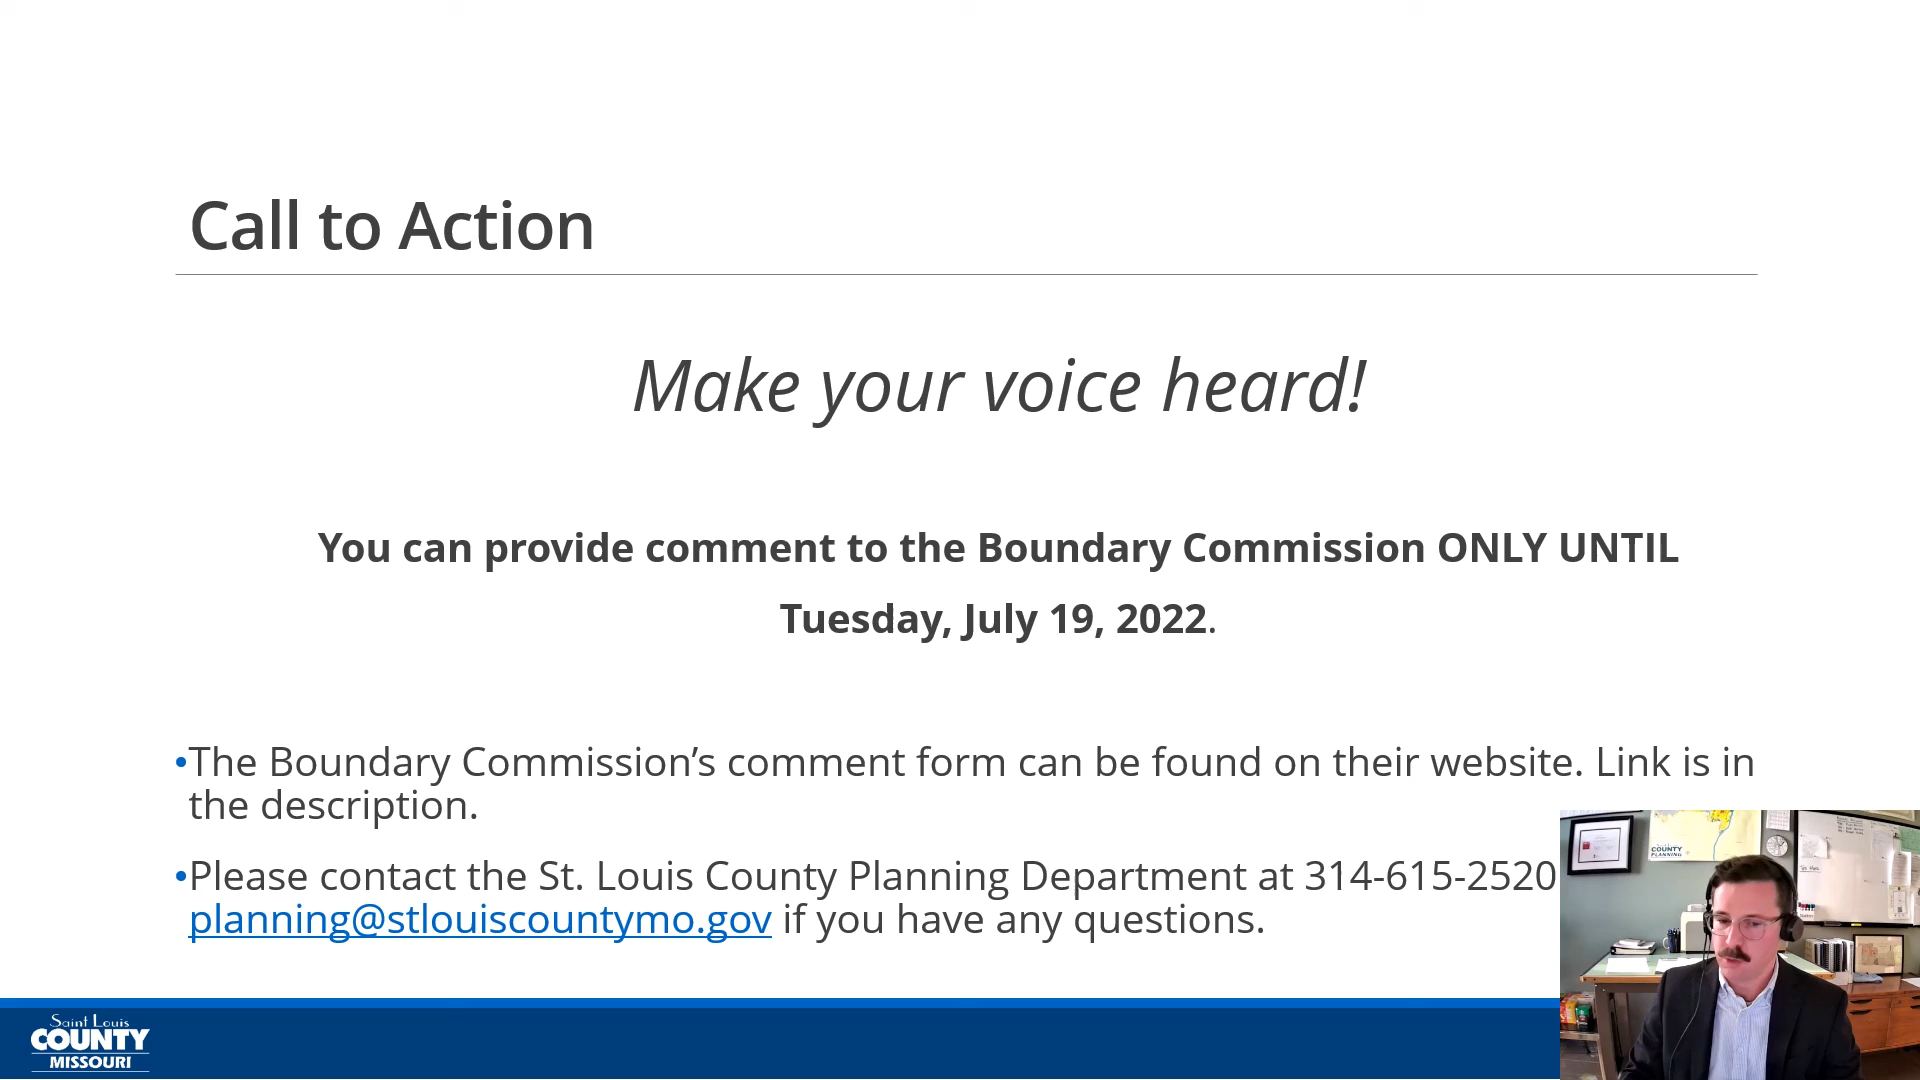 Call to Action
Make your voice heard!
You can provide comment to the Boundary Commission ONLY UNTIL
Tuesday, July 19, 2022.
•The Boundary Commission’s comment form can be found on their website. Link is in
the description.
•Please contact the St. Louis County Planning Department at 314-615-2520
planning@stlouiscountymo.gov if you have any questions.
Saint Louis
COUNTY
MISSOURI
COUNTY
PLANNING